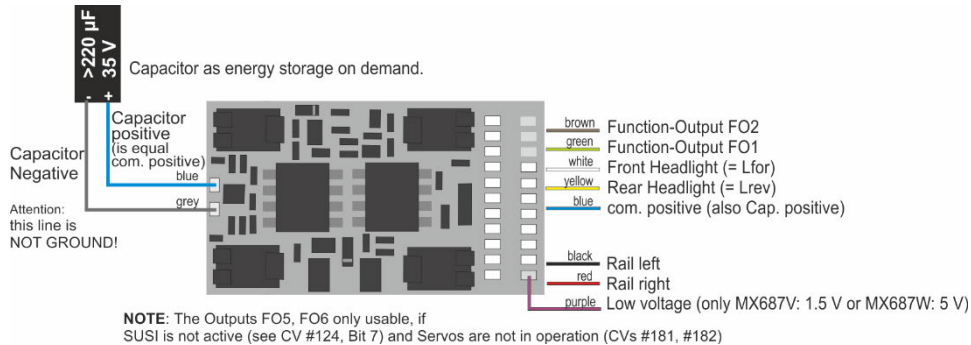 >220 µF
35 V
- +
Capacitor as energy storage on demand.
Capacitor
positive
(is equal
com. positive)
blue
Capacitor
Negative
grey
Attention:
this line is
NOT GROUND!
brown Function-Output FO2
green Function-Output FO1
white Front Headlight (= Lfor)
yellow Rear Headlight (= Lrev)
blue com. positive (also Cap. positive)
black Rail left
red Rail right
purple Low voltage (only MX687V: 1.5 V or MX687W: 5 V)
NOTE: The Outputs FO5, FO6 only usable, if
SUSI is not active (see CV #124, Bit 7) and Servos are not in operation (CVs #181, #182)